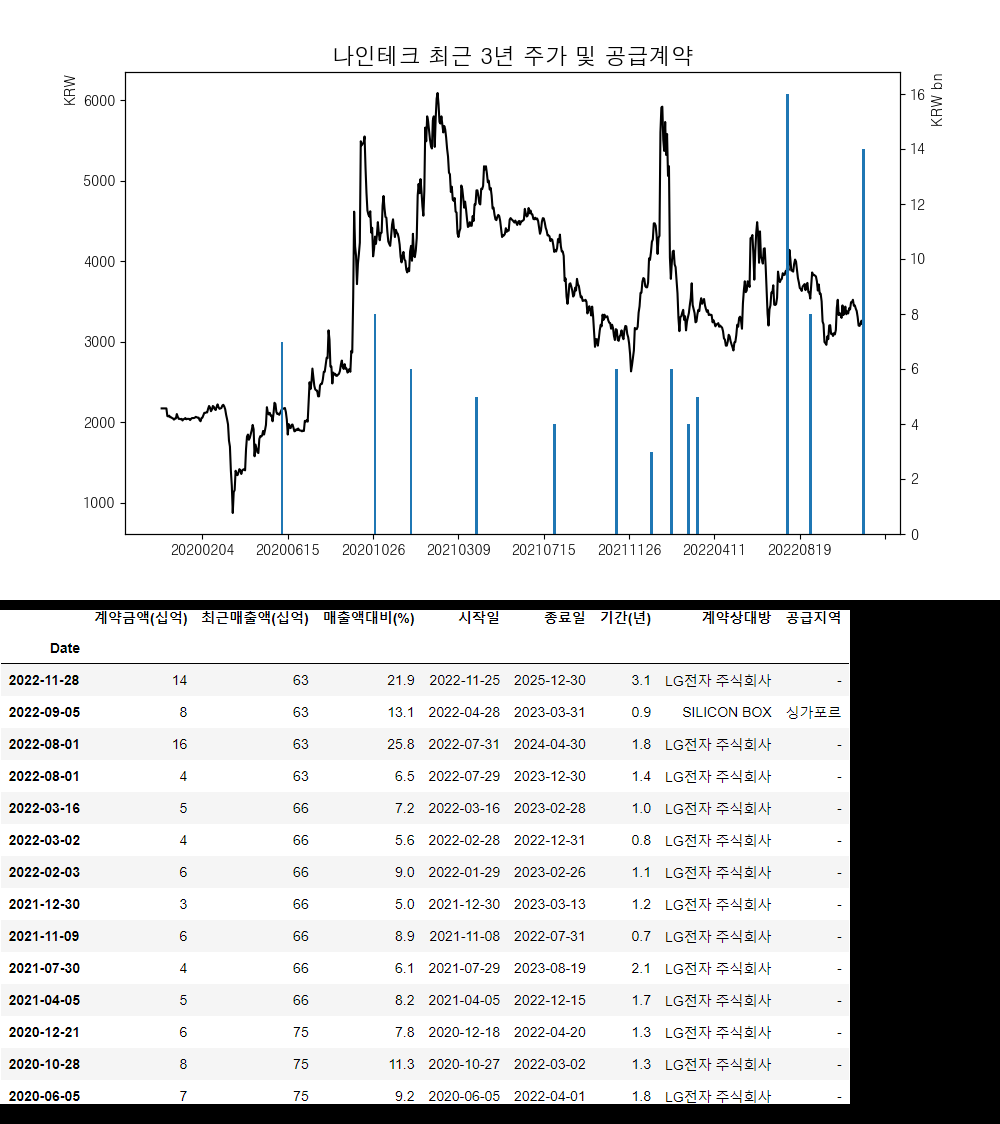 나인테크 최근 3년 주가 및 공급계약
KRW
KRW bn
6000
5000
4000
3000
2000
1000
16
14
12
10
8
6
4
2
0
20200204 20200615 20201026 20210309 20210715 20211126 20220411 20220819
계약금액(십억) 최근매출액(십억) 매출액대비(%) 시작일 종료일 기간(년) 계약상대방 공급지역
Date
2022-11-28 14 63 21.9 2022-11-25 2025-12-30 3.1 LG전자 주식회사 -
2022-09-05 8 63 13.1 2022-04-28 2023-03-31 0.9 SILICON BOX 싱가포르
2022-08-01 16 63 25.8 2022-07-31 2024-04-30 1.8 LG전자 주식회사 -
2022-08-01 4 63 6.5 2022-07-29 2023-12-30 1.4 LG전자 주식회사 -
2022-03-16 5 66 7.2 2022-03-16 2023-02-28 1.0 LG전자 주식회사 -
2022-03-02 4 66 5.6 2022-02-28 2022-12-31 0.8 LG전자 주식회사 -
2022-02-03 6 66 9.0 2022-01-29 2023-02-26 1.1 LG전자 주식회사 -
2021-12-30 3 66 5.0 2021-12-30 2023-03-13 1.2 LG전자 주식회사 -
2021-11-09 6 66 8.9 2021-11-08 2022-07-31 0.7 LG전자 주식회사 -
2021-07-30 4 66 6.1 2021-07-29 2023-08-19 2.1 LG전자 주식회사 -
2021-04-05 5 66 8.2 2021-04-05 2022-12-15 1.7 LG전자 주식회사 -
2020-12-21 6 75 7.8 2020-12-18 2022-04-20 1.3 LG전자 주식회사 -
2020-10-28 8 75 11.3 2020-10-27 2022-03-02 1.3 LG전자 주식회사 -
2020-06-05 7 75 9.2 2020-06-05 2022-04-01 1.8 LG전자 주식회사 -